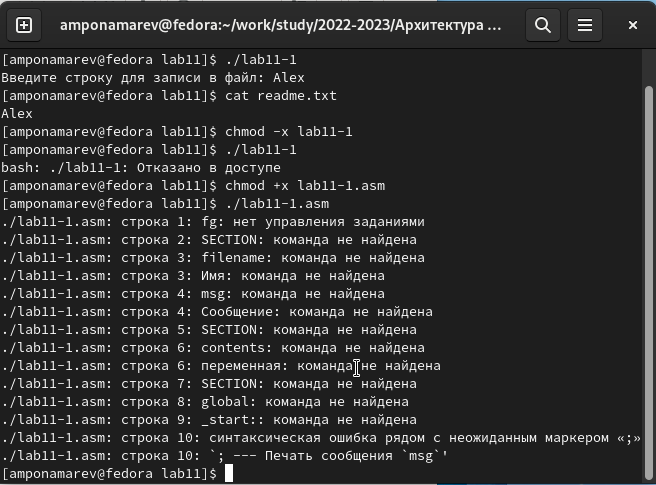 amponamarev@fedora:~/work/study/2022-2023/Архитектура ...
[amponamarev@fedora lab11]$ ./lab11-1
Введите строку для записи в файл: Alex
[amponamarev@fedora lab11]$ cat readme.txt
Alex
[amponamarev@fedora lab11]$ chmod -x lab11-1
[amponamarev@fedora lab11]$ ./lab11-1
bash: ./lab11-1: Отказано в доступе
[amponamarev@fedora lab11]$ chmod +x lab11-1.asm
[amponamarev@fedora lab11]$ ./lab11-1.asm
./lab11-1.asm: строка 1: fg: нет управления заданиями
./lab11-1.asm: строка 2: SECTION: команда не найдена
./lab11-1.asm: строка 3: filename: команда не найдена
./lab11-1.asm: строка 3: Имя: команда не найдена
./lab11-1.asm: строка 4: msg: команда не найдена
./lab11-1.asm: строка 4: Сообщение: команда не найдена
./lab11-1.asm: строка 5: SECTION: команда не найдена
./lab11-1.asm: строка 6: contents: команда не найдена
./lab11-1.asm: строка 6: переменная: команда не найдена
./lab11-1.asm: строка 7: SECTION: команда не найдена
./lab11-1.asm: строка 8: global: команда не найдена
./lab11-1.asm: строка 9: _start:: команда не найдена
./lab11-1.asm: строка 10: синтаксическая ошибка рядом с неожиданным маркером «;»
./lab11-1.asm: строка 10: `; --- Печать сообщения `msg`'
[amponamarev@fedora lab11]$